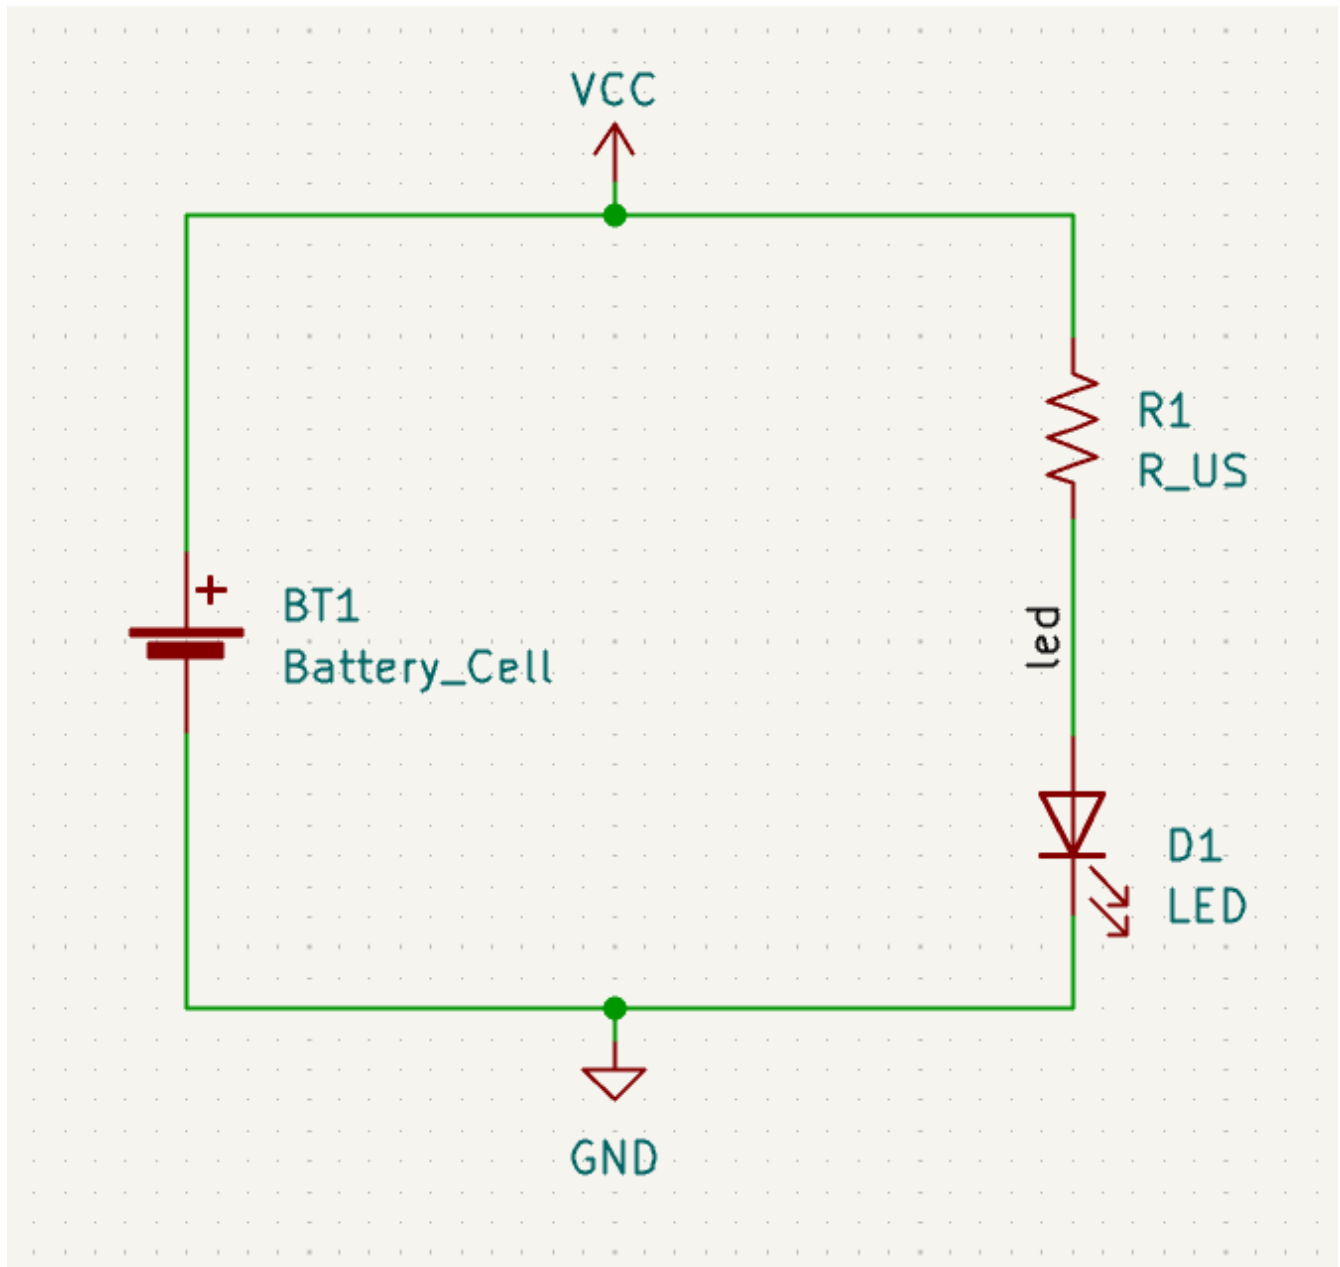 VCC
R1
R_US
+
BT1
Battery_Cell
led
D1
LED
GND